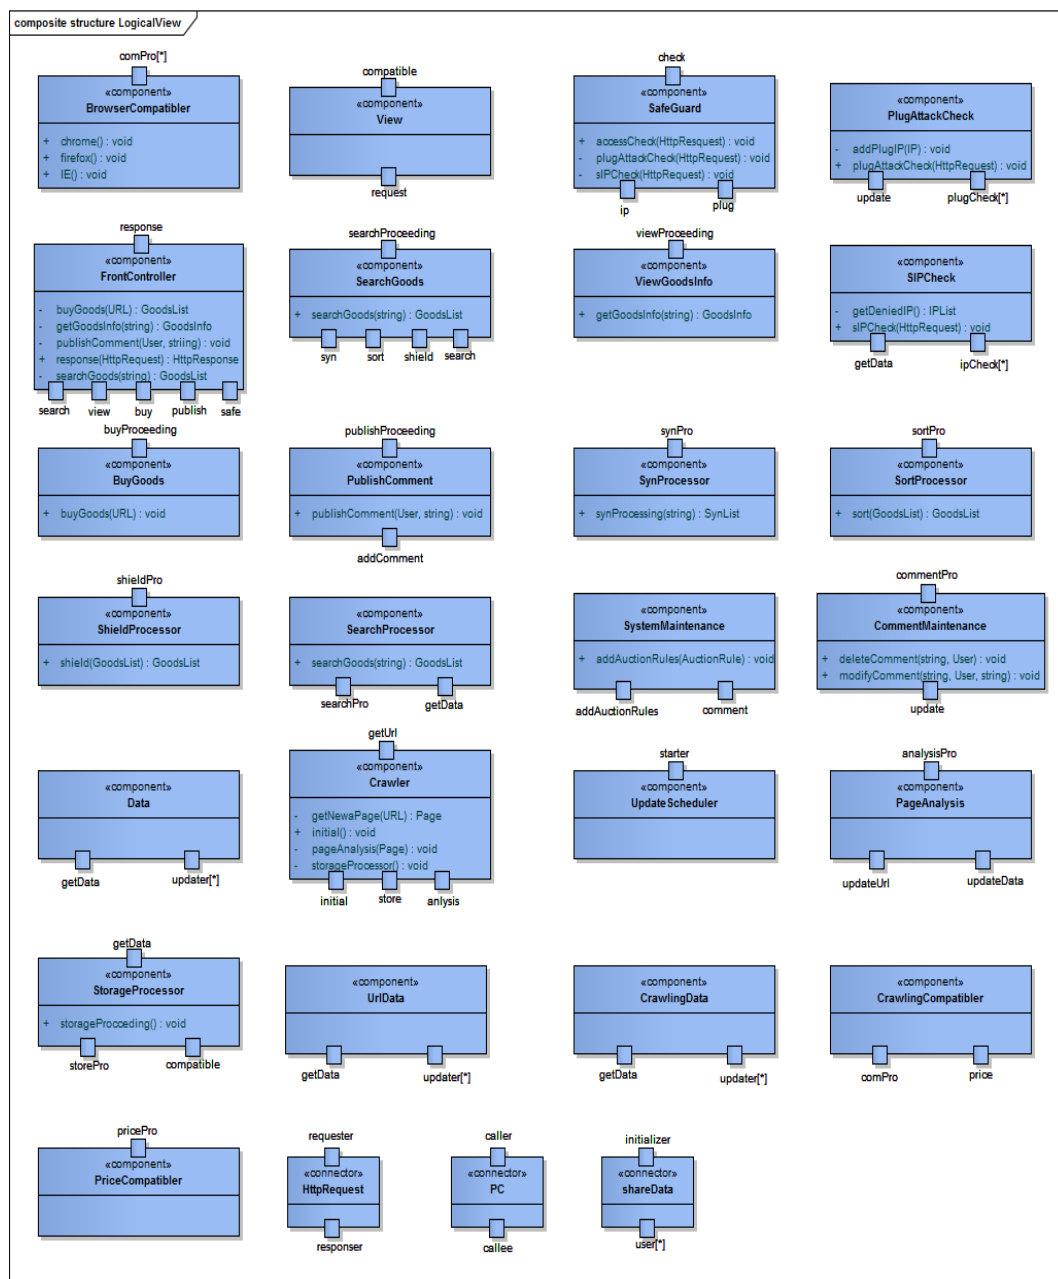 composite structure LogicalView
comPro[*]
«component»
BrowserCompatibler
+ chrome() : void
+ firefox() : void
+ IE() : void
compatible
«component»
View
request
check
«component»
SafeGuard
+ accessCheck(HttpResquest) : void
- plugAttackCheck(HttpRequest) : void
- sIPCheck(HttpRequest) : void
ip
plug
«component»
PlugAttackCheck
- addPlugIP(IP) : void
+ plugAttackCheck(HttpRequest) : void
update
plugCheck[*]
response
«component»
FrontController
- buyGoods(URL) : GoodsList
- getGoodsInfo(string) : GoodsInfo
- publishComment(User, striing) : void
+ response(HttpRequest) : HttpResponse
- searchGoods(string) : GoodsList
search
view
buy
publish
safe
searchProceeding
«component»
SearchGoods
+ searchGoods(string) : GoodsList
syn
sort
shield
search
viewProceeding
«component»
ViewGoodsInfo
+ getGoodsInfo(string) : GoodsInfo
«component»
SIPCheck
- getDeniedIP() : IPList
+ sIPCheck(HttpRequest) : void
getData
ipCheck[*]
buyProceeding
«component»
BuyGoods
+ buyGoods(URL) : void
publishProceeding
«component»
PublishComment
+ publishComment(User, string) : void
addComment
synPro
«component»
SynProcessor
+ synProcessing(string) : SynList
sortPro
«component»
SortProcessor
+ sort(GoodsList) : GoodsList
shieldPro
«component»
ShieldProcessor
+ shield(GoodsList) : GoodsList
«component»
SearchProcessor
+ searchGoods(string) : GoodsList
searchPro
getData
«component»
SystemMaintenance
+ addAuctionRules(AuctionRule) : void
addAuctionRules
comment
commentPro
«component»
CommentMaintenance
+ deleteComment(string, User) : void
+ modifyComment(string, User, string) : void
update
«component»
Data
getData
updater[*]
getUrl
«component»
Crawler
- getNewaPage(URL) : Page
+ initial() : void
- pageAnalysis(Page) : void
- storageProcessor() : void
initial
store
anlysis
starter
«component»
UpdateScheduler
analysisPro
«component»
PageAnalysis
updateUrl
updateData
getData
«component»
StorageProcessor
+ storageProcceding() : void
storePro
compatible
«component»
UrlData
getData
updater[*]
«component»
CrawlingData
getData
updater[*]
«component»
CrawlingCompatibler
comPro
price
pricePro
«component»
PriceCompatibler
requester
«connector»
HttpRequest
responser
caller
«connector»
PC
callee
initializer
«connector»
shareData
user[*]